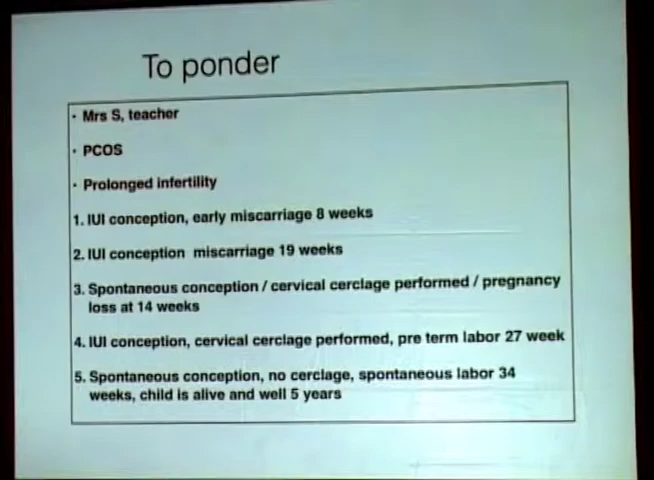 To ponder
• Mrs S, teacher
• PCOS
• Prolonged infertility
1. IUI conception, early miscarriage 8 weeks
2. IUI conception miscarriage 19 weeks
3. Spontaneous conception / cervical cerclage performed / pregnancy
loss at 14 weeks
4. IUI conception, cervical cerclage performed, pre term labor 27 week
5. Spontaneous conception, no cerclage, spontaneous labor 34
weeks, child is alive and well 5 years